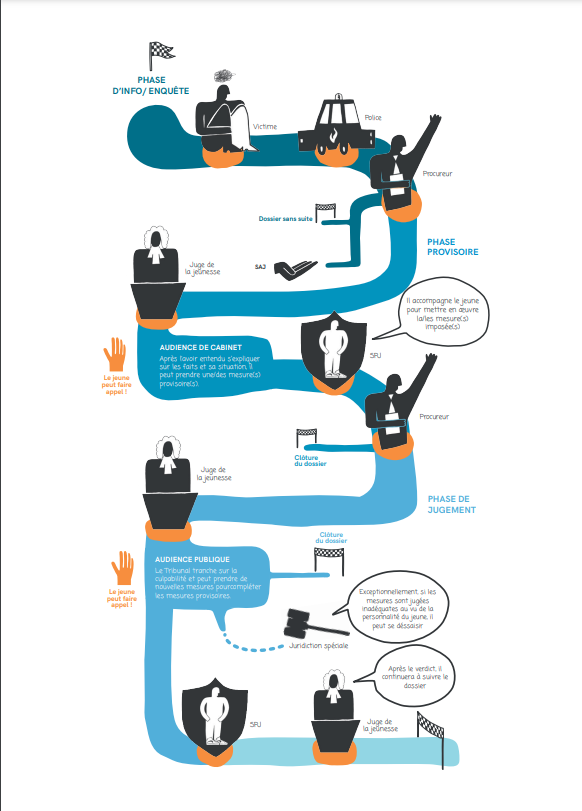 PHASE
D'INFO/ ENQUÊTE
Victime
Police
Procureur
Dossier sans suite
SAJ
PHASE
PROVISOIRE
Juge de
la jeunesse
Il accompagne le jeune
pour mettre en œuvre
la/les mesure(s)
imposée(s)
SPJ
AUDIENCE DE CABINET
Après l'avoir entendu s'expliquer
sur les faits et sa situation, il
peut prendre une/des mesure(s)
provisoire(s).
Le jeune
peut faire
appel !
Procureur
Clôture
du dossier
Juge de
la jeunesse
PHASE DE
JUGEMENT
AUDIENCE PUBLIQUE
Le Tribunal tranche sur la
culpabilité et peut prendre de
nouvelles mesures pourcompléter
les mesures provisoires.
Clôture
du dossier
Le jeune
peut faire
appel !
Exceptionnellement, si les
mesures sont jugées
inadéquates au vu de la
personnalité du jeune, il
peut se déssaisir
Juridiction spéciale
Après le verdict, il
continuera à suivre le
dossier
SPJ
Juge de
la jeunesse